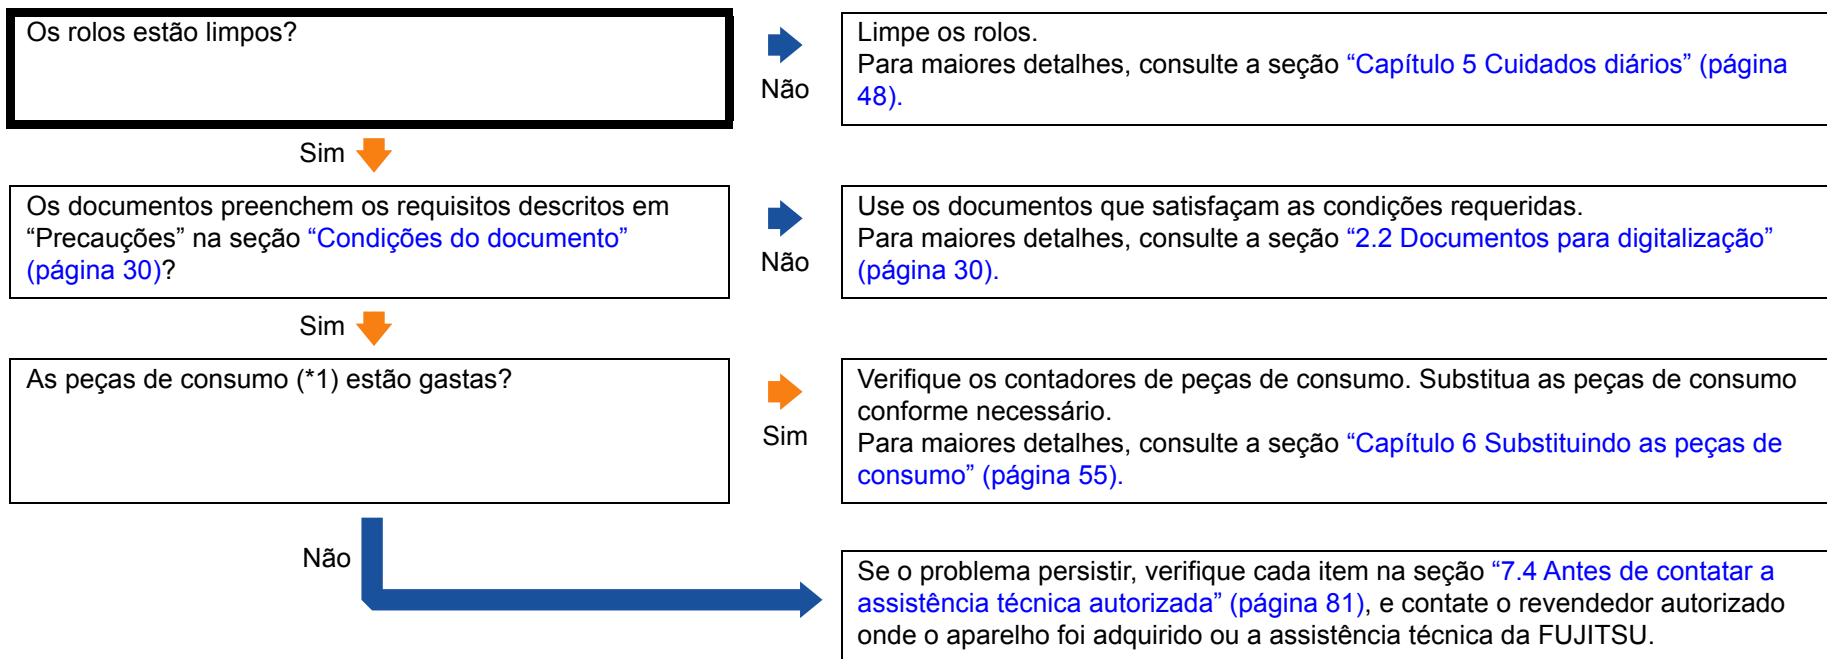 Os rolos estão limpos?
Não
Limpe os rolos.
Para maiores detalhes, consulte a seção “Capítulo 5 Cuidados diários” (página
48).
Sim
Os documentos preenchem os requisitos descritos em
“Precauções” na seção “Condições do documento”
(página 30)?
Não
Use os documentos que satisfaçam as condições requeridas.
Para maiores detalhes, consulte a seção “2.2 Documentos para digitalização”
(página 30).
Sim
As peças de consumo (*1) estão gastas?
Sim
Verifique os contadores de peças de consumo. Substitua as peças de consumo
conforme necessário.
Para maiores detalhes, consulte a seção “Capítulo 6 Substituindo as peças de
consumo” (página 55).
Não
Se o problema persistir, verifique cada item na seção “7.4 Antes de contatar a
assistência técnica autorizada” (página 81), e contate o revendedor autorizado
onde o aparelho foi adquirido ou a assistência técnica da FUJITSU.